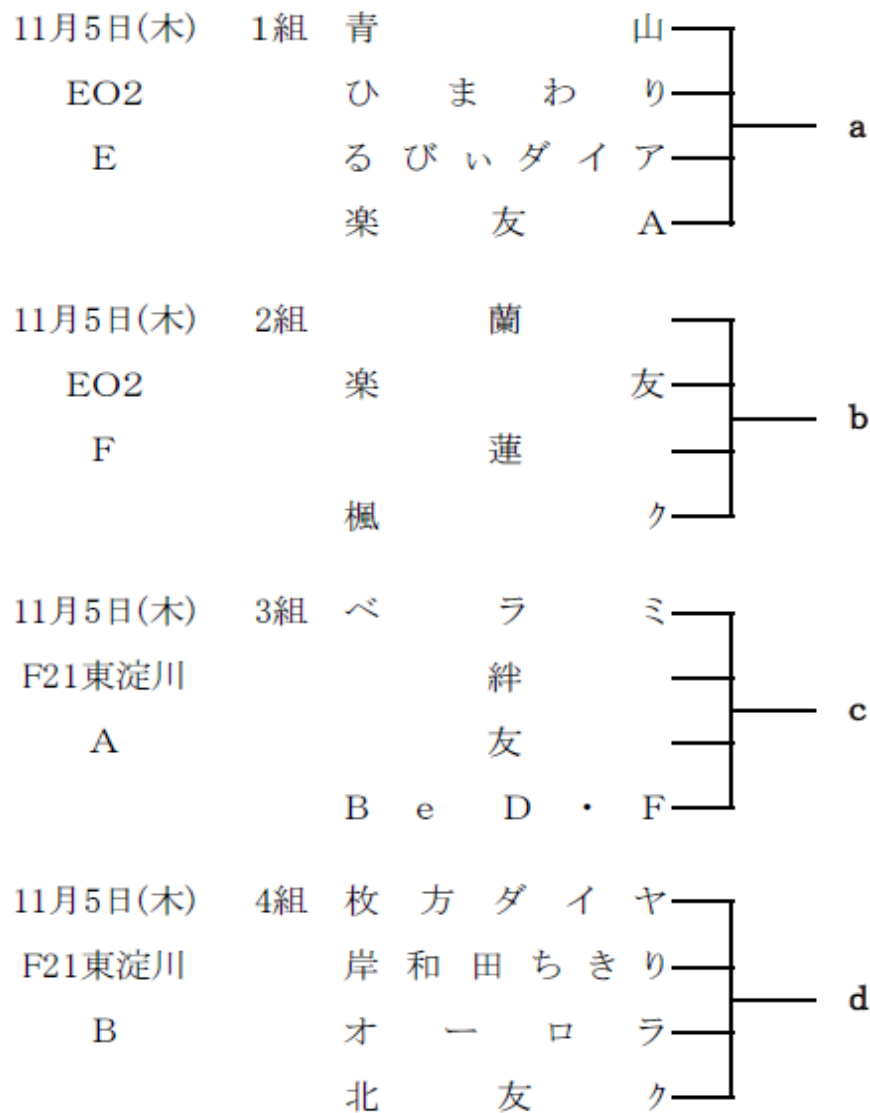 11月5日(木) 1組 青山
EO2 ひまわり
a
E るびぃダイア
楽友A
11月5日(木) 2組 蘭
EO2 楽友
b
F 蓮
楓ク
11月5日(木) 3組 ベラミ
F21東淀川 絆
c
A 友
BeD・F
11月5日(木) 4組 枚方ダイヤ
F21東淀川 岸和田ちきり
d
B オーロラ
北友ク